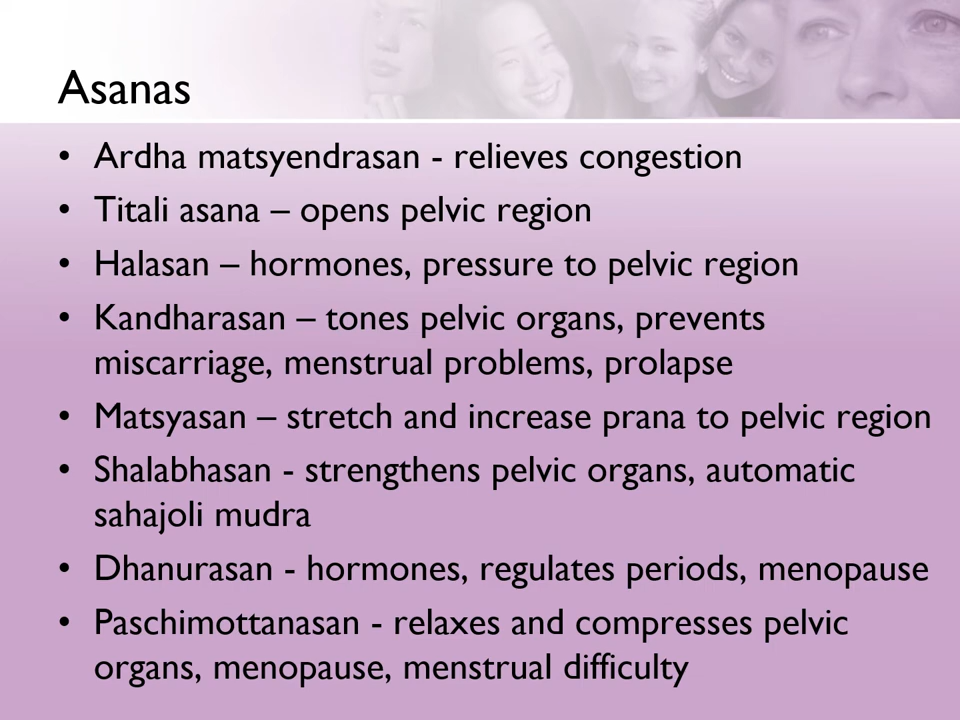 Asanas
• Ardha matsyendrasan - relieves congestion
• Titali asana – opens pelvic region
• Halasan – hormones, pressure to pelvic region
• Kandharasan – tones pelvic organs, prevents
miscarriage, menstrual problems, prolapse
• Matsyasan – stretch and increase prana to pelvic region
• Shalabhasan - strengthens pelvic organs, automatic
sahajoli mudra
• Dhanurasan - hormones, regulates periods, menopause
• Paschimottanasan - relaxes and compresses pelvic
organs, menopause, menstrual difficulty